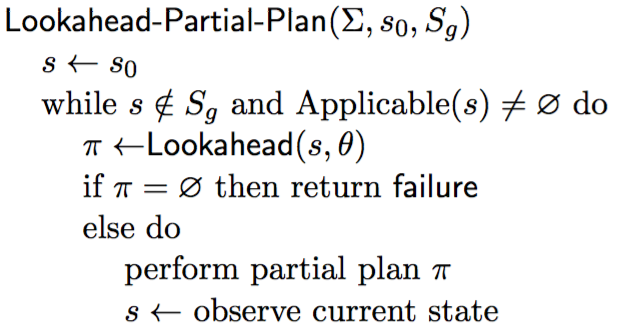 Lookahead-Partial-Plan(Σ, s₀, S_g)
s ← s₀
while s ∉ S_g and Applicable(s) ≠ ∅ do
π ←Lookahead(s, θ)
if π = ∅ then return failure
else do
perform partial plan π
s ← observe current state